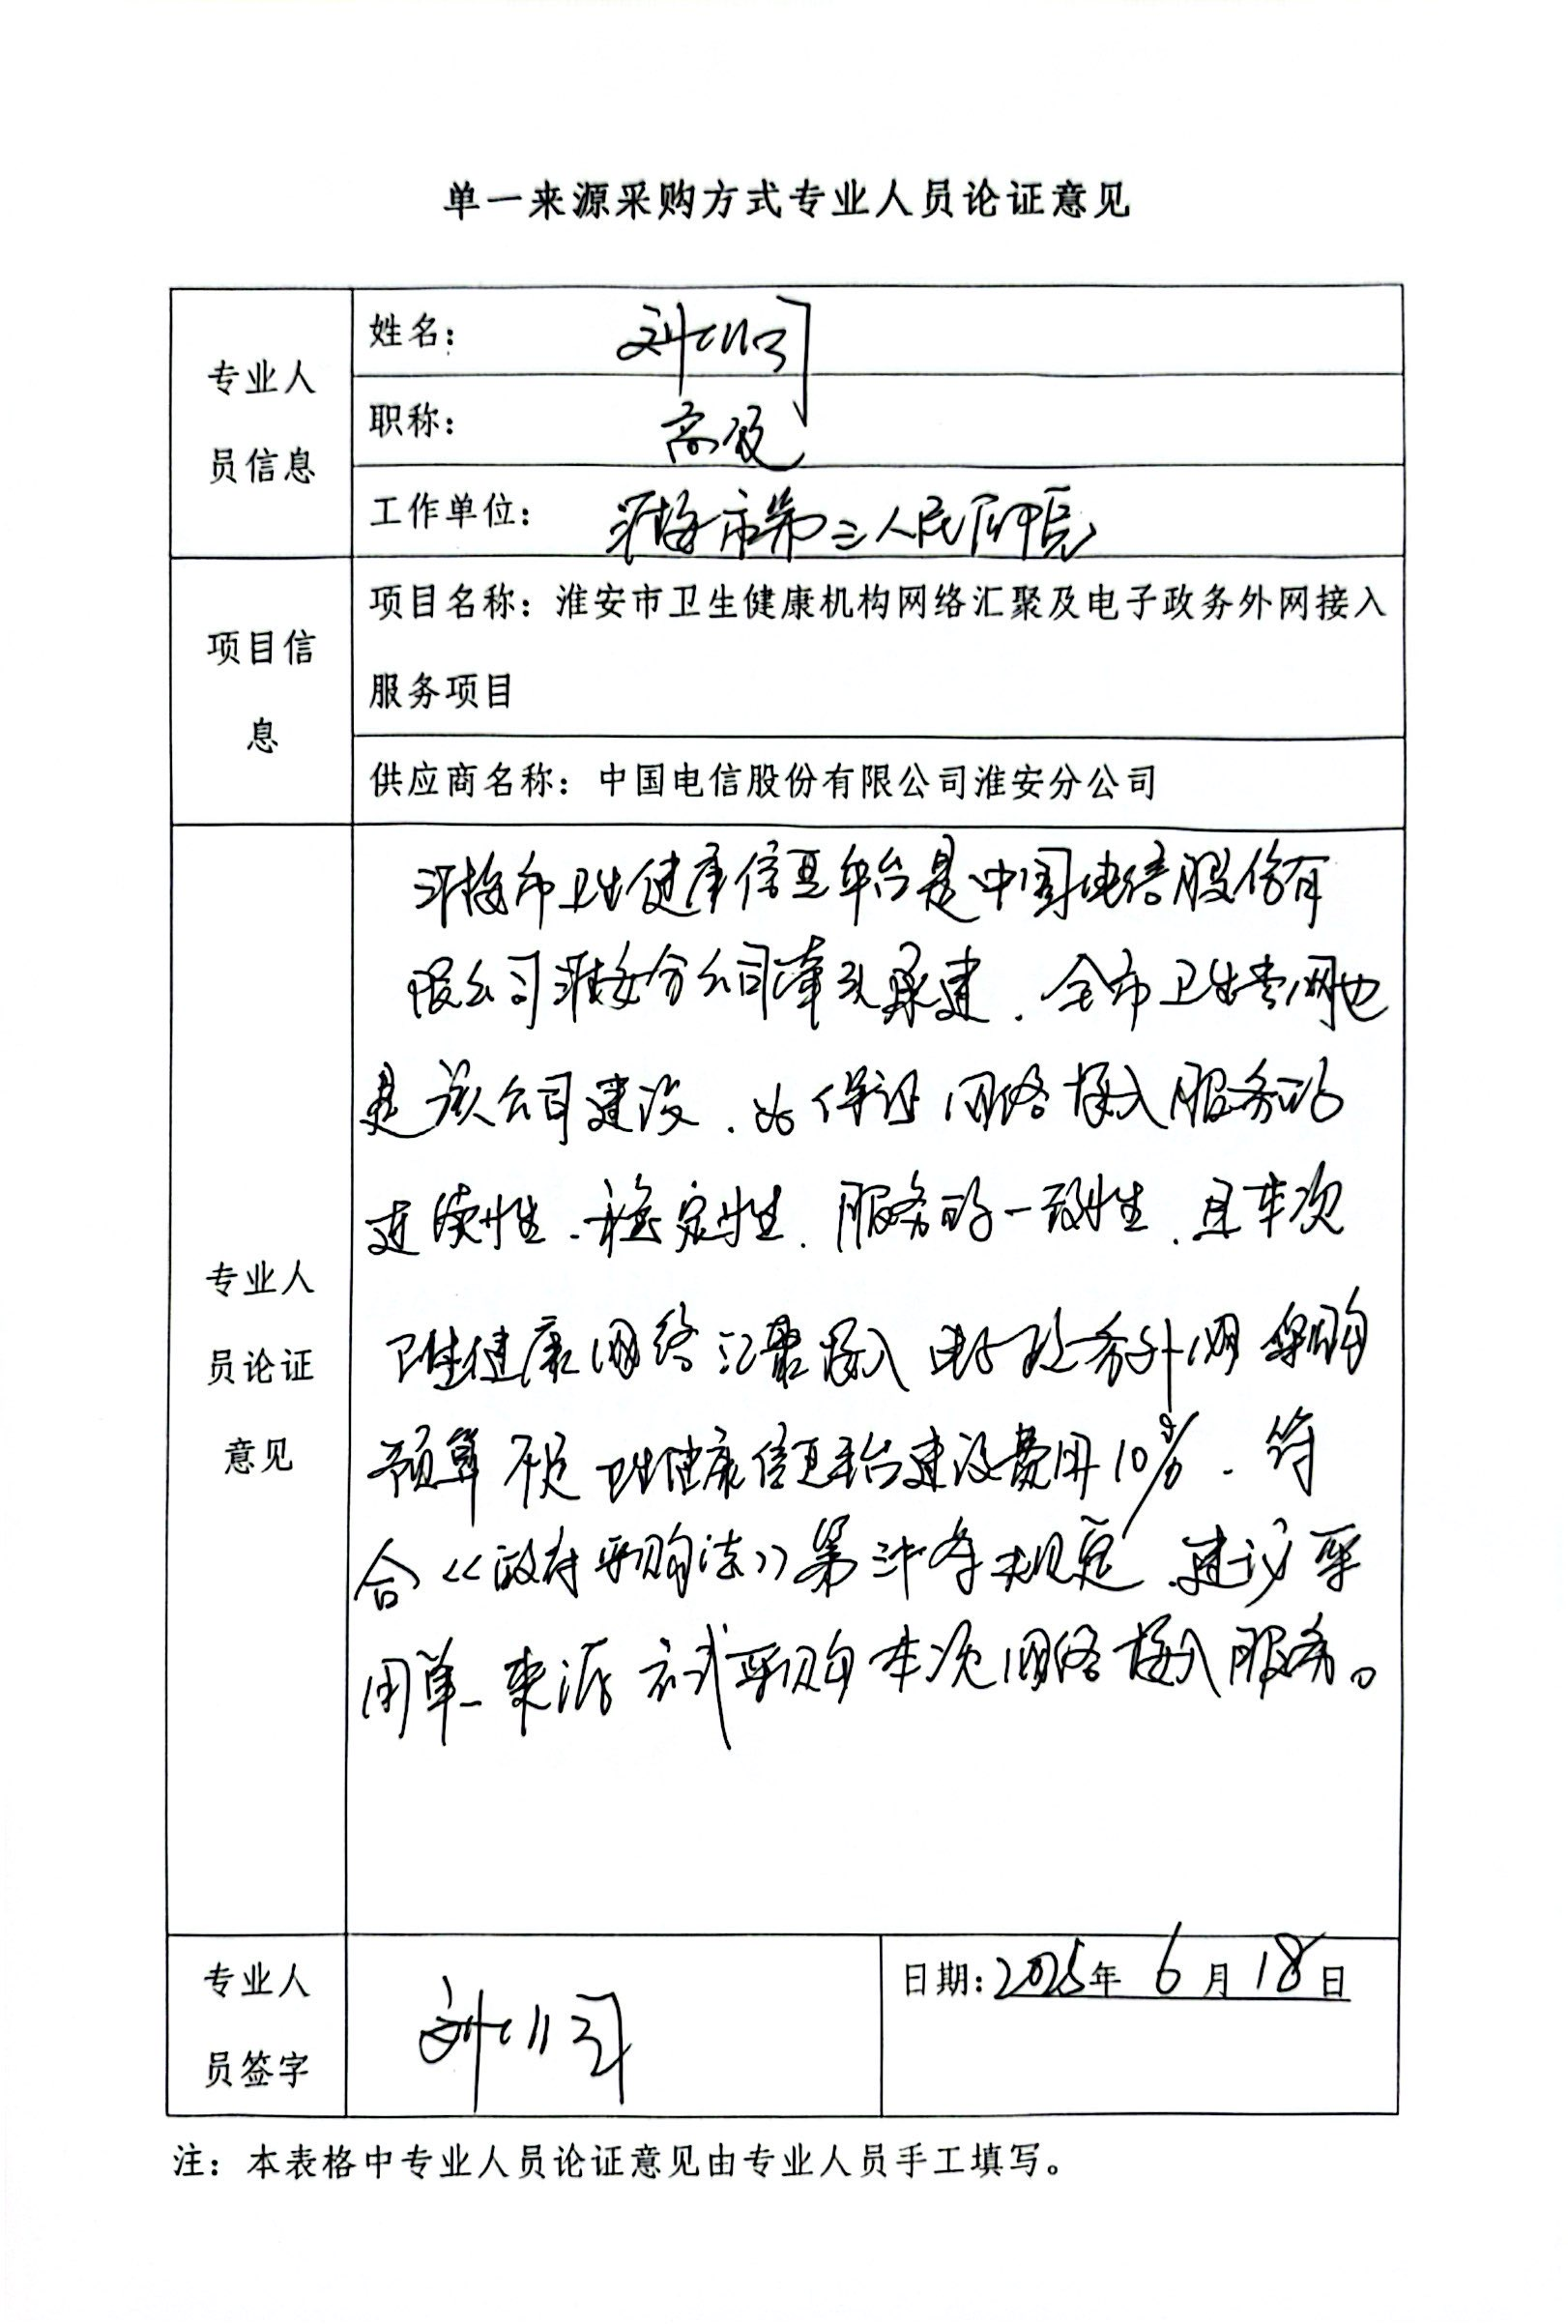 单一来源采购方式专业人员论证意见
专业人
员信息
姓名：
职称：高级
工作单位：淮安市第三人民医院
项目信
息
项目名称：淮安市卫生健康机构网络汇聚及电子政务外网接入
服务项目
供应商名称：中国电信股份有限公司淮安分公司
专业人
员论证
意见
淮安市卫生健康信息平台是中国电信股份有
限公司淮安分公司牵头承建．全市卫生专网也
是该公司建设．为保证网络接入服务的
连续性、稳定性．服务的一致性．且本次
卫生健康网络汇聚接入电子政务外网采购
预算不足卫生健康信息平台建设费用10%．符
合《政府采购法》第三十一条规定．建议采
用单一来源方式采购本次网络接入服务。
专业人
员签字
日期：2025年6月18日
注：本表格中专业人员论证意见由专业人员手工填写。